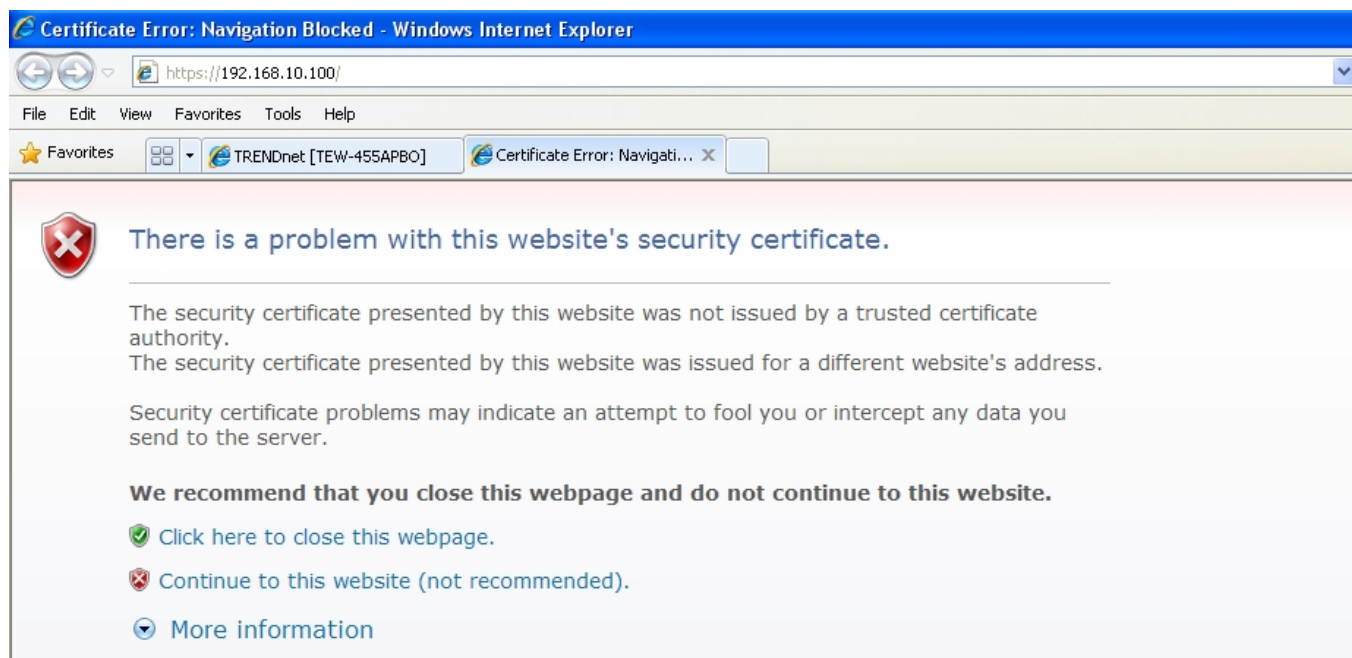 Certificate Error: Navigation Blocked - Windows Internet Explorer
https://192.168.10.100/
File Edit View Favorites Tools Help
Favorites TRENDnet [TEW-455APBO] Certificate Error: Navigati... X
There is a problem with this website's security certificate.
The security certificate presented by this website was not issued by a trusted certificate
authority.
The security certificate presented by this website was issued for a different website's address.
Security certificate problems may indicate an attempt to fool you or intercept any data you
send to the server.
We recommend that you close this webpage and do not continue to this website.
Click here to close this webpage.
Continue to this website (not recommended).
More information